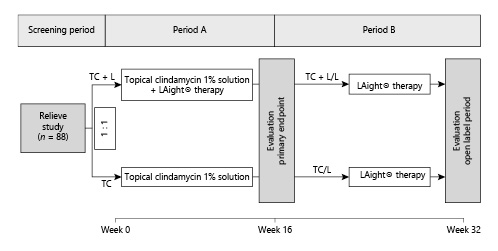 Screening period
Period A
Period B
TC + L
Topical clindamycin 1% solution
+ LAight® therapy
TC + L/L
LAight® therapy
Relieve
study
(n = 88)
1:1
Evaluation
primary endpoint
Evaluation
open label period
TC
Topical clindamycin 1% solution
TC/L
LAight® therapy
Week 0
Week 16
Week 32